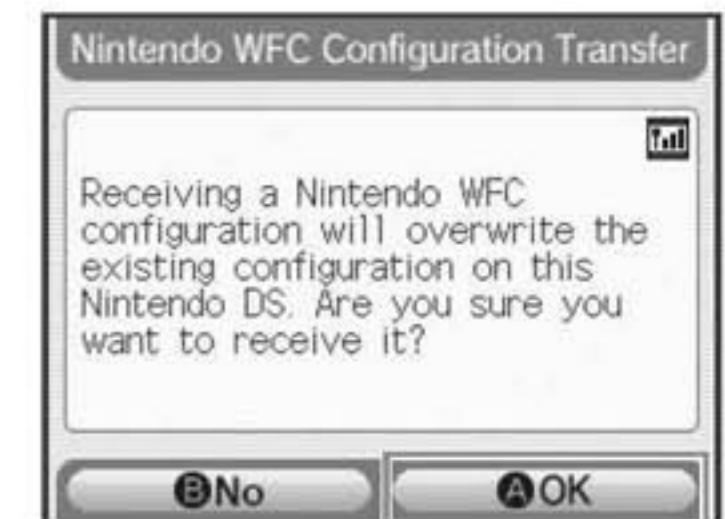 Nintendo WFC Configuration Transfer
Receiving a Nintendo WFC
configuration will overwrite the
existing configuration on this
Nintendo DS. Are you sure you
want to receive it?
B No
A OK